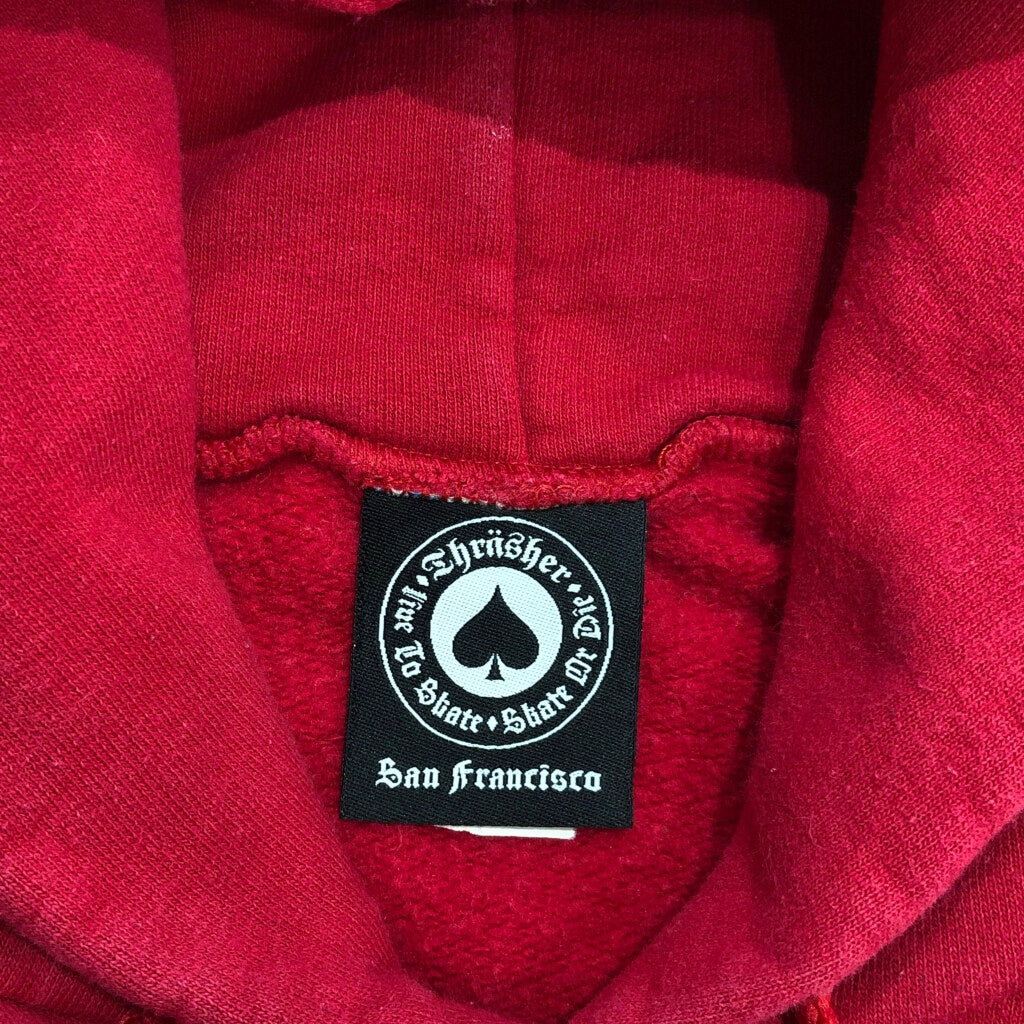 Thräsher
Live To Skate ♦ Skate Or Die
San Francisco